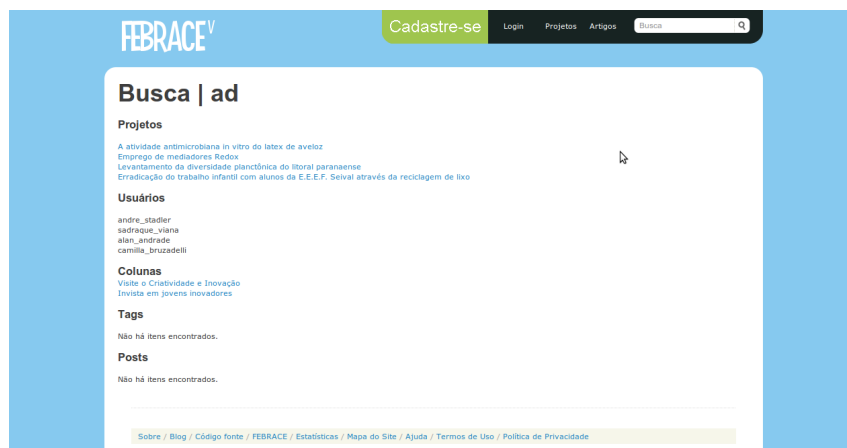 FEBRACE V
Cadastre-se
Login Projetos Artigos Busca
Busca | ad
Projetos
A atividade antimicrobiana in vitro do latex de aveloz
Emprego de mediadores Redox
Levantamento da diversidade planctônica do litoral paranaense
Erradicação do trabalho infantil com alunos da E.E.E.F. Seival através da reciclagem de lixo
Usuários
andre_stadler
sadraque_viana
alan_andrade
camilla_bruzadelli
Colunas
Visite o Criatividade e Inovação
Invista em jovens inovadores
Tags
Não há itens encontrados.
Posts
Não há itens encontrados.
Sobre / Blog / Código fonte / FEBRACE / Estatísticas / Mapa do Site / Ajuda / Termos de Uso / Política de Privacidade